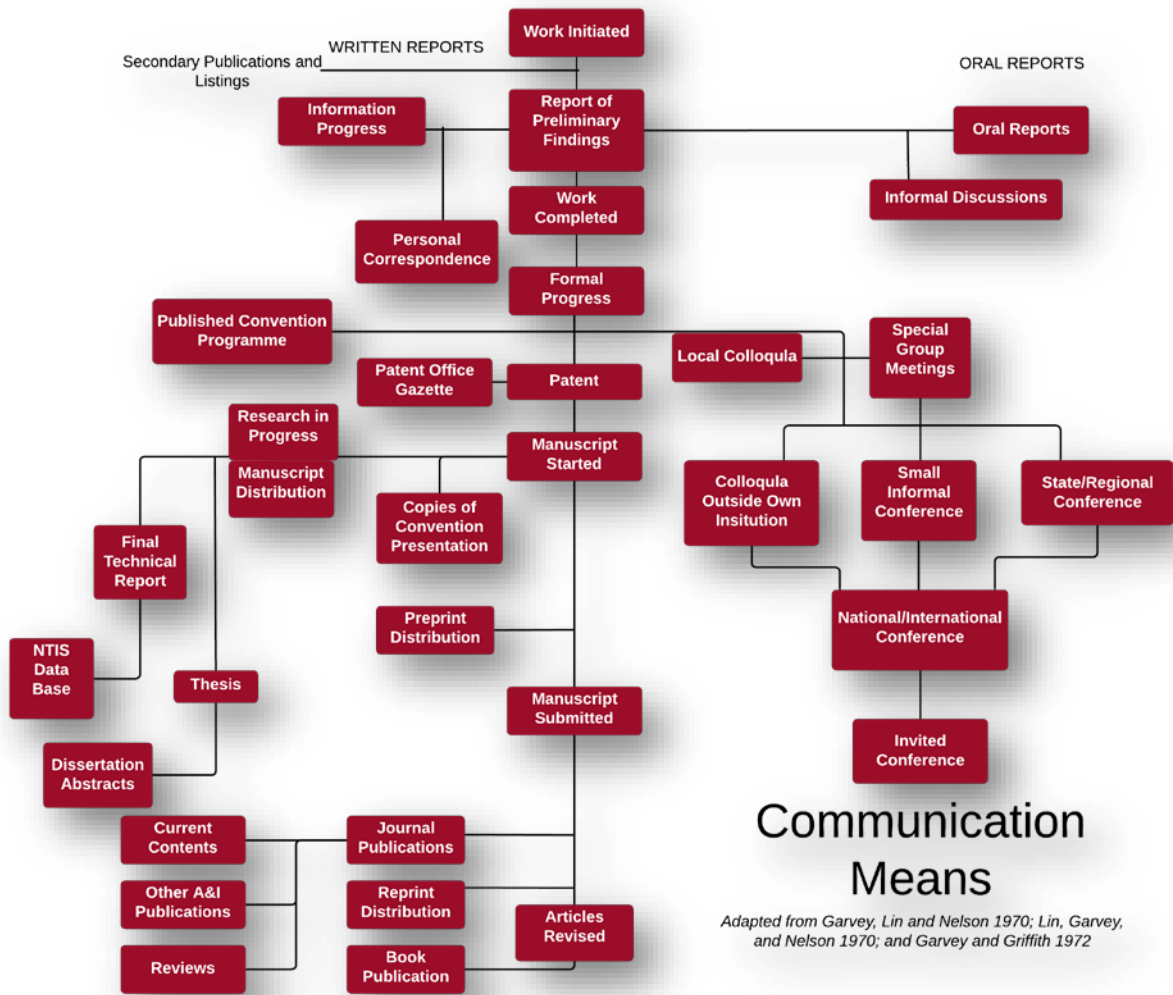 Work Initiated
WRITTEN REPORTS
Secondary Publications and
Listings
ORAL REPORTS
Information
Progress
Report of
Preliminary
Findings
Oral Reports
Informal Discussions
Work
Completed
Personal
Correspondence
Formal
Progress
Published Convention
Programme
Local Colloqula
Special
Group
Meetings
Patent Office
Gazette
Patent
Research in
Progress
Manuscript
Distribution
Manuscript
Started
Copies of
Convention
Presentation
Colloqula
Outside Own
Insitution
Small
Informal
Conference
State/Regional
Conference
Final
Technical
Report
Preprint
Distribution
National/International
Conference
NTIS
Data
Base
Thesis
Manuscript
Submitted
Dissertation
Abstracts
Invited
Conference
Current
Contents
Journal
Publications
Other A&I
Publications
Reprint
Distribution
Articles
Revised
Reviews
Book
Publication
Communication
Means
Adapted from Garvey, Lin and Nelson 1970; Lin, Garvey,
and Nelson 1970; and Garvey and Griffith 1972